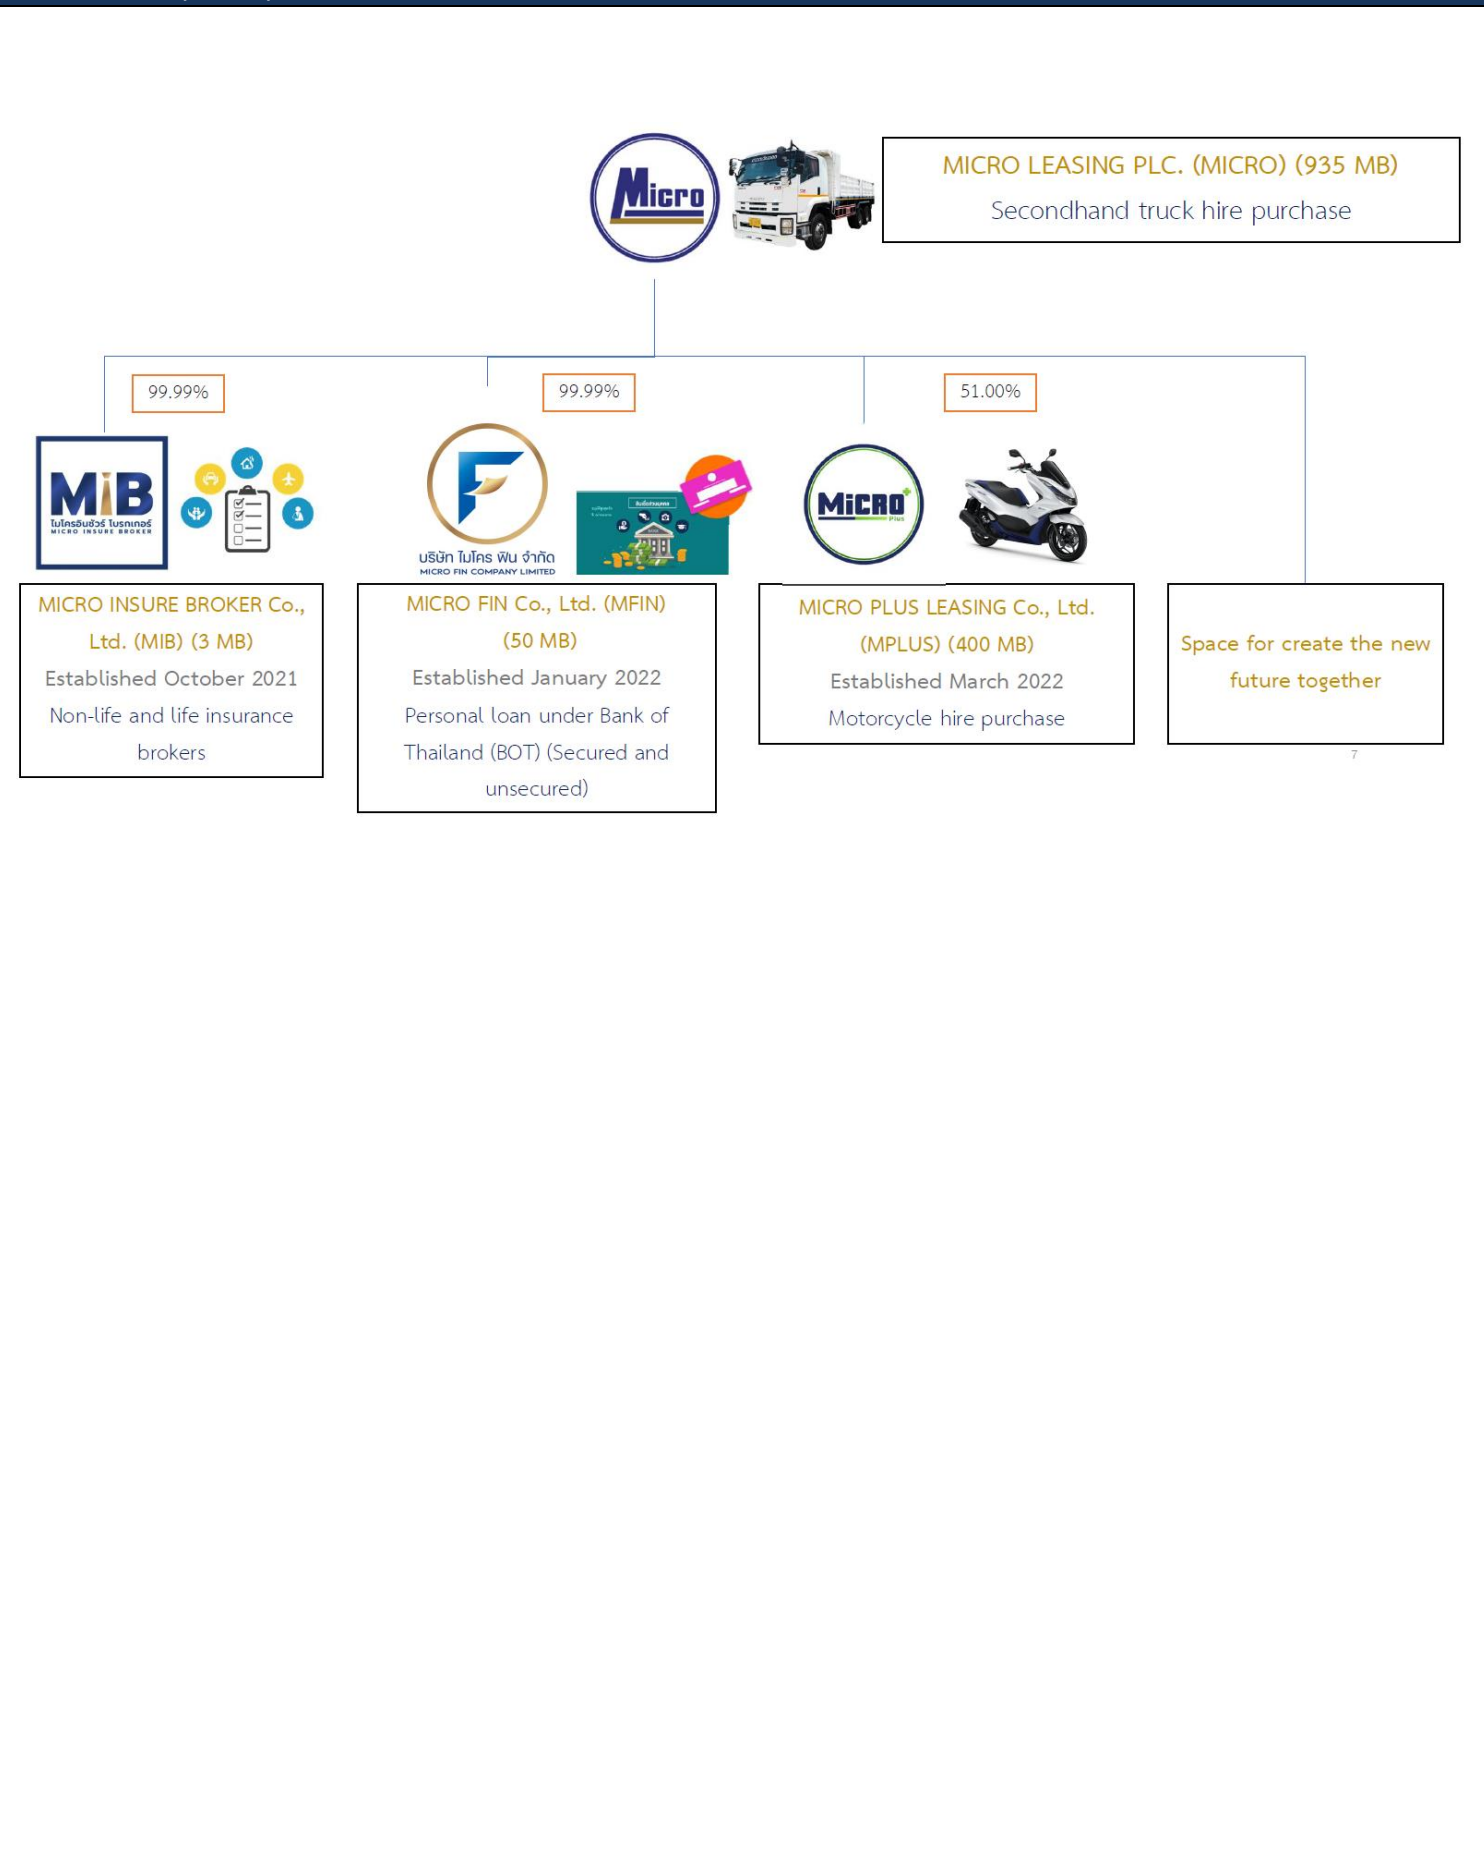 Micro
MICRO LEASING PLC. (MICRO) (935 MB)
Secondhand truck hire purchase
99.99%
99.99%
51.00%
MiB
ไมโครอินชัวร์ โบรกเกอร์
MICRO INSURE BROKER
บริษัท ไมโคร ฟิน จำกัด
MICRO FIN COMPANY LIMITED
MiCRO+
Plus
MICRO INSURE BROKER Co.,
Ltd. (MIB) (3 MB)
Established October 2021
Non-life and life insurance
brokers
MICRO FIN Co., Ltd. (MFIN)
(50 MB)
Established January 2022
Personal loan under Bank of
Thailand (BOT) (Secured and
unsecured)
MICRO PLUS LEASING Co., Ltd.
(MPLUS) (400 MB)
Established March 2022
Motorcycle hire purchase
Space for create the new
future together
7